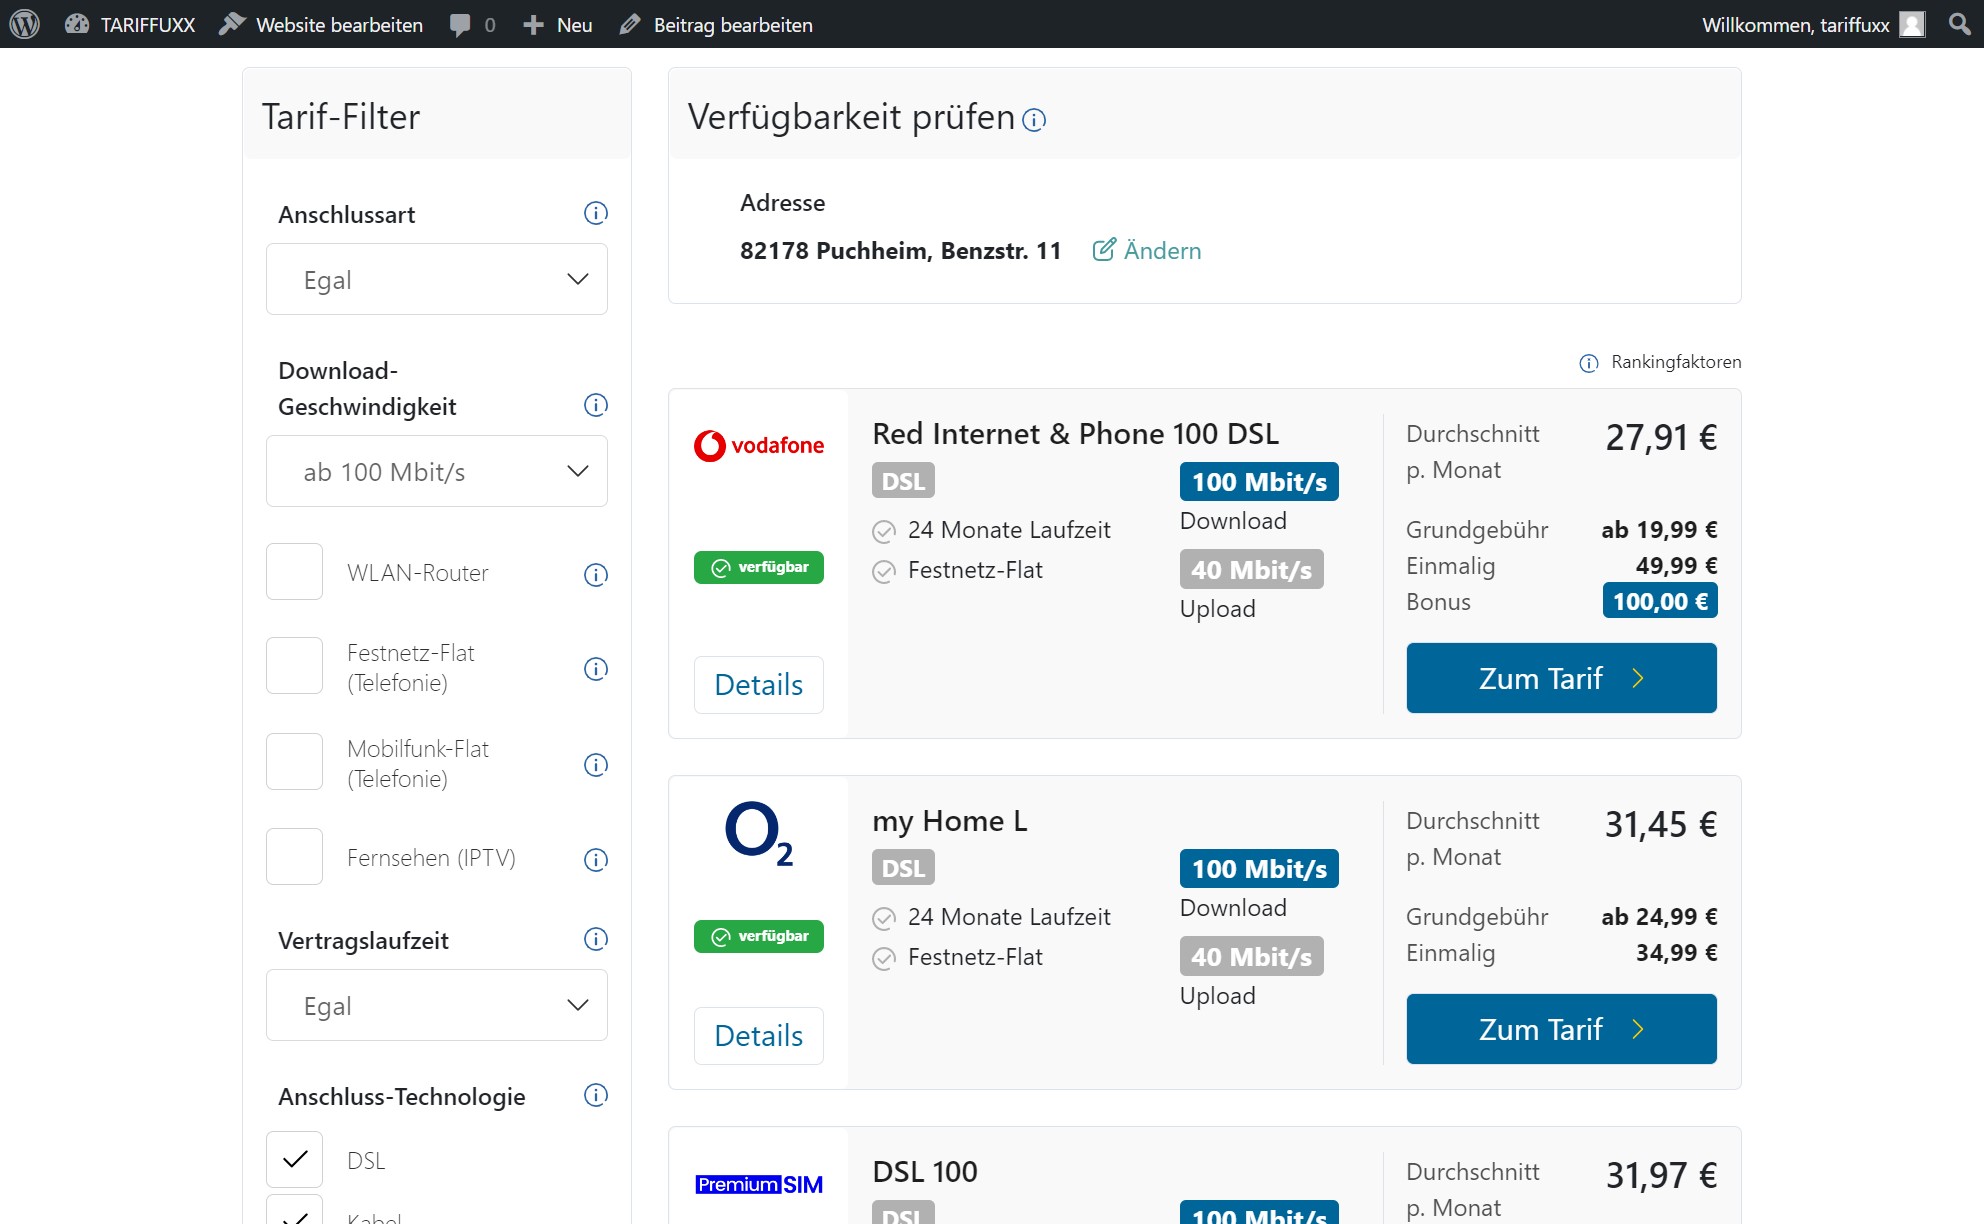 TARIFFUXX
Website bearbeiten
0
Neu
Beitrag bearbeiten
Willkommen, tariffuxx
Tarif-Filter
Anschlussart
Egal
Download-
Geschwindigkeit
ab 100 Mbit/s
WLAN-Router
Festnetz-Flat
(Telefonie)
Mobilfunk-Flat
(Telefonie)
Fernsehen (IPTV)
Vertragslaufzeit
Egal
Anschluss-Technologie
DSL
Kabel
Verfügbarkeit prüfen
Adresse
82178 Puchheim, Benzstr. 11
Ändern
Rankingfaktoren
vodafone
verfügbar
Details
Red Internet & Phone 100 DSL
DSL
24 Monate Laufzeit
Festnetz-Flat
100 Mbit/s
Download
40 Mbit/s
Upload
Durchschnitt
p. Monat
27,91 €
Grundgebühr ab 19,99 €
Einmalig 49,99 €
Bonus 100,00 €
Zum Tarif
O2
verfügbar
Details
my Home L
DSL
24 Monate Laufzeit
Festnetz-Flat
100 Mbit/s
Download
40 Mbit/s
Upload
Durchschnitt
p. Monat
31,45 €
Grundgebühr ab 24,99 €
Einmalig 34,99 €
Zum Tarif
PremiumSIM
DSL 100
DSL
100 Mbit/s
Durchschnitt
p. Monat
31,97 €